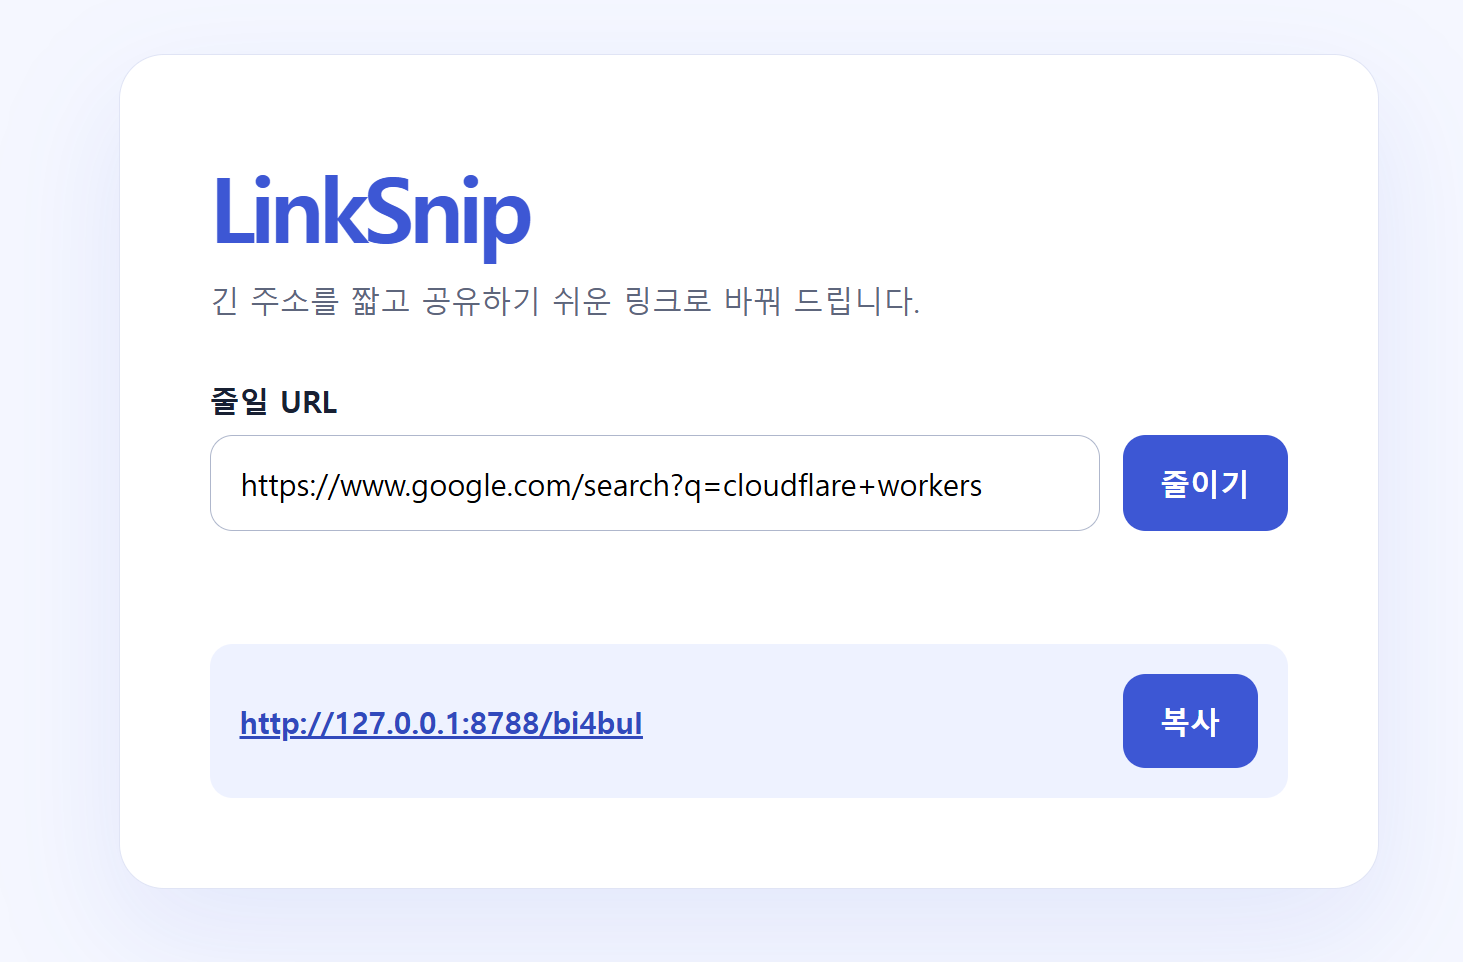 LinkSnip
긴 주소를 짧고 공유하기 쉬운 링크로 바꿔 드립니다.
줄일 URL
https://www.google.com/search?q=cloudflare+workers
줄이기
http://127.0.0.1:8788/bi4bul
복사